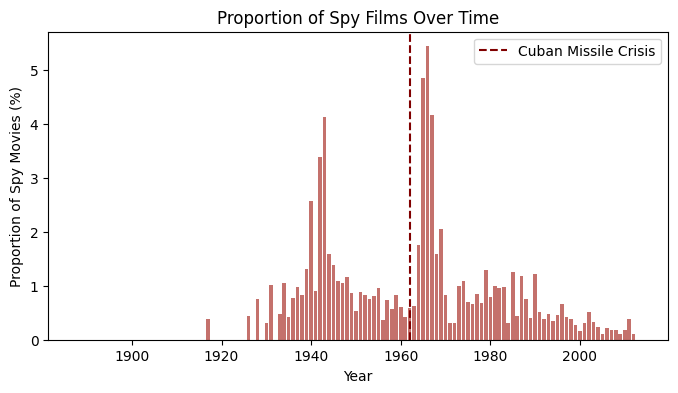 Proportion of Spy Films Over Time
Cuban Missile Crisis
Proportion of Spy Movies (%)
5
4
3
2
1
0
1900 1920 1940 1960 1980 2000
Year